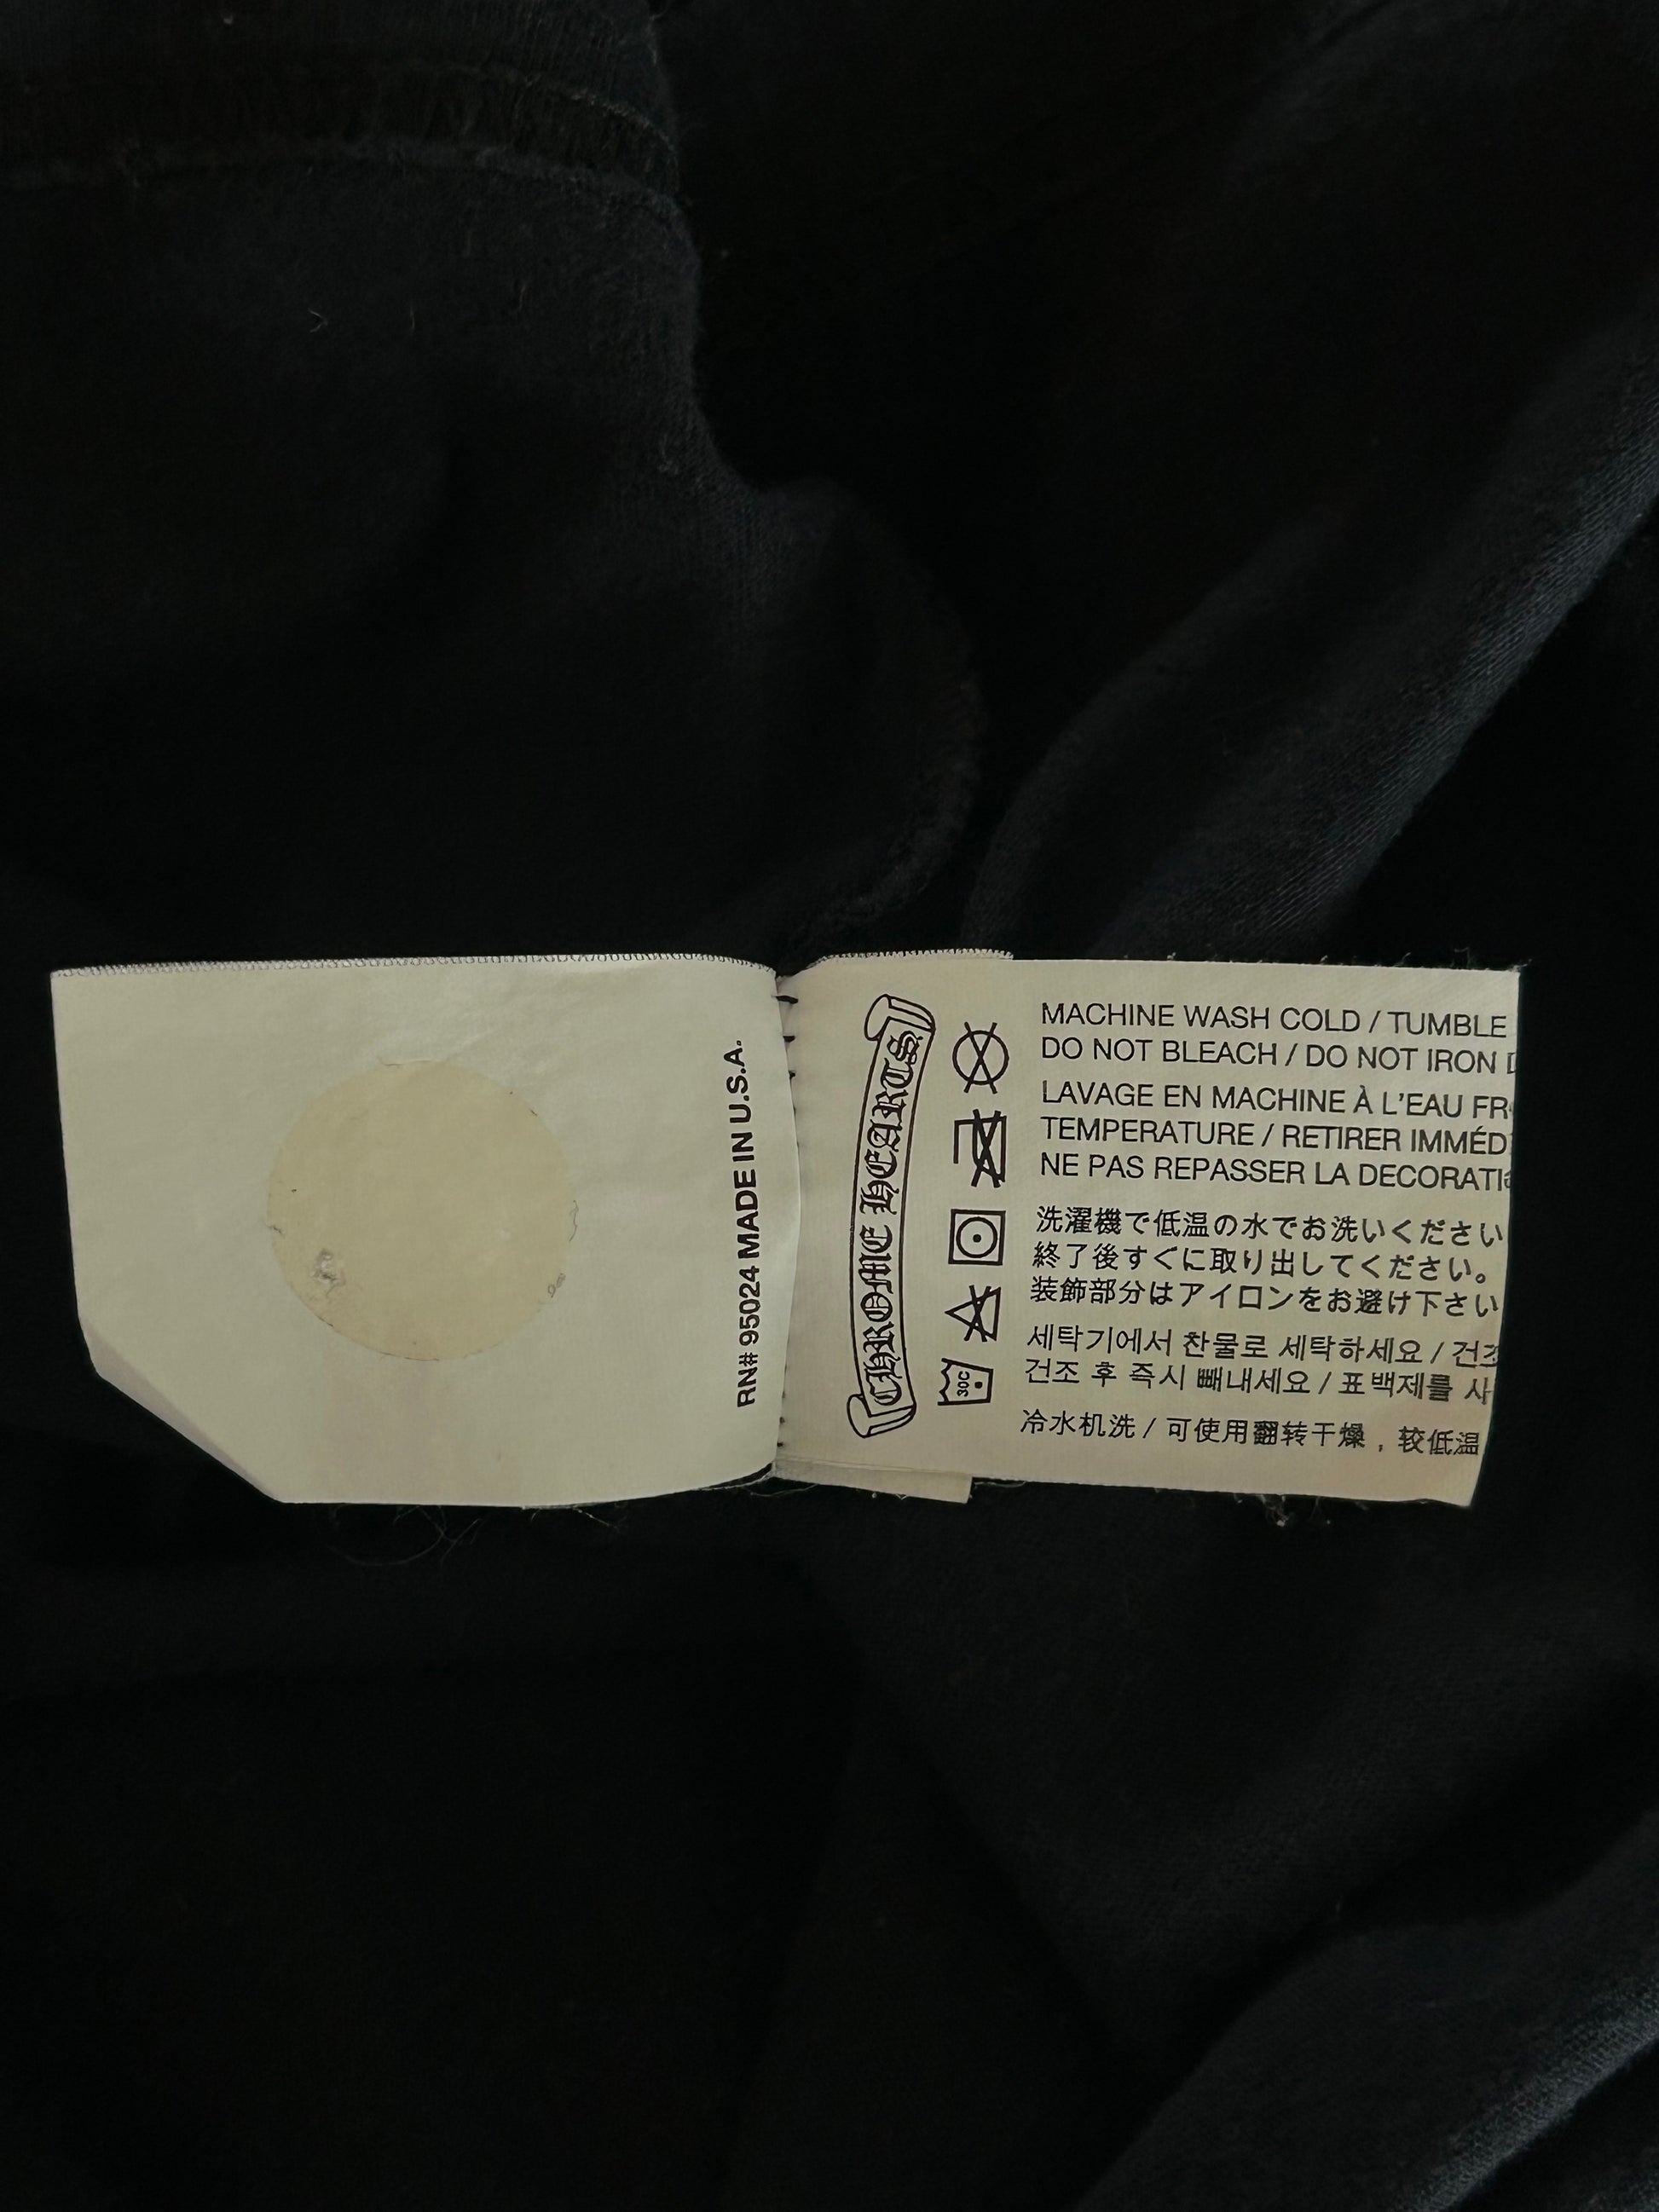 RN# 95024 MADE IN U.S.A.
CHROME HEARTS
30C
MACHINE WASH COLD / TUMBLE
DO NOT BLEACH / DO NOT IRON
LAVAGE EN MACHINE À L'EAU
TEMPERATURE / RETIRER
NE PAS REPASSER LA
洗濯機で低温の水でお洗いください
終了後すぐに取り出してください。
装飾部分はアイロンをお避け下さい
세탁기에서 찬물로 세탁하세요 /
건조 후 즉시 빼내세요 / 표백제를
冷水机洗 / 可使用翻转干燥，较低温